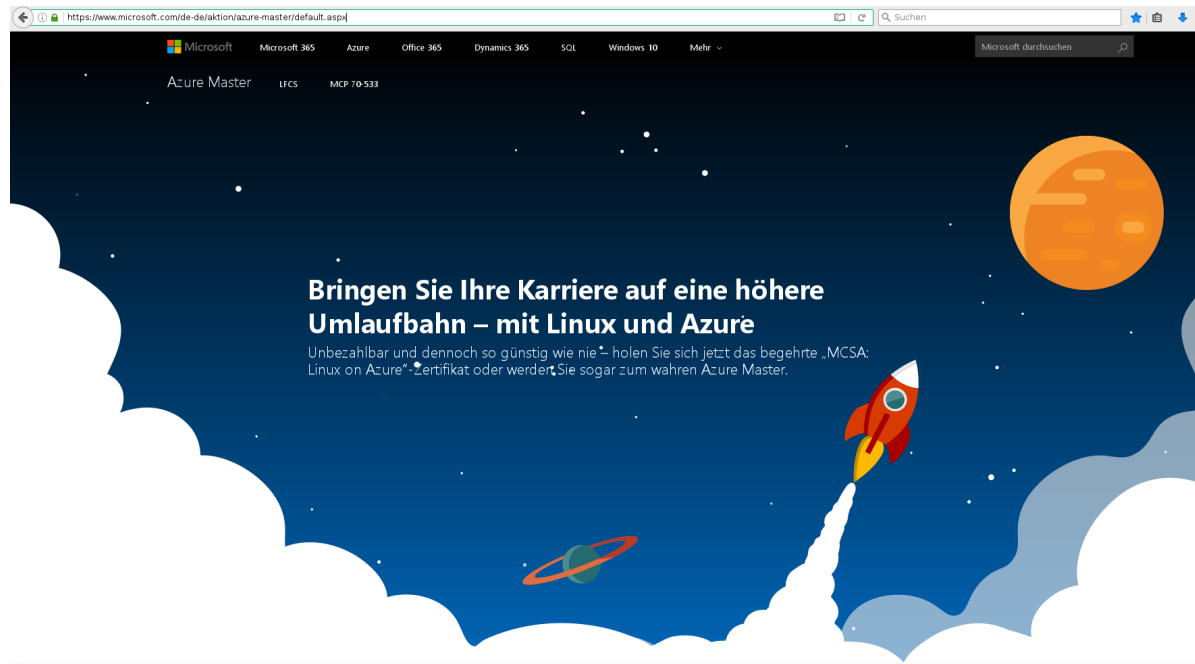 https://www.microsoft.com/de-de/aktion/azure-master/default.aspx
Suchen
Microsoft
Microsoft 365
Azure
Office 365
Dynamics 365
SQL
Windows 10
Mehr
Microsoft durchsuchen
Azure Master
LFCS
MCP 70-533
Bringen Sie Ihre Karriere auf eine höhere
Umlaufbahn – mit Linux und Azure
Unbezahlbar und dennoch so günstig wie nie – holen Sie sich jetzt das begehrte „MCSA:
Linux on Azure“-Zertifikat oder werden Sie sogar zum wahren Azure Master.